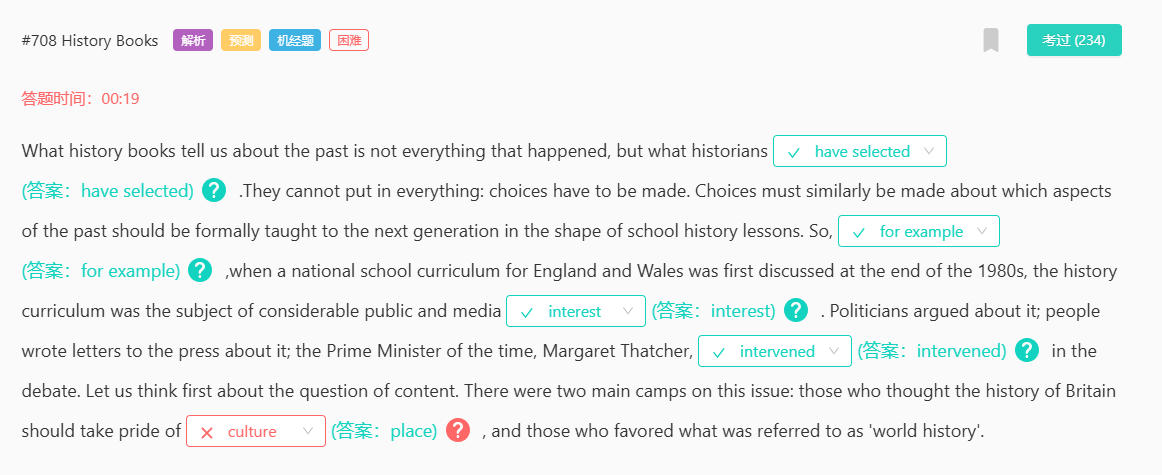 #708 History Books 解析 预测 机经题 困难 考过 (234)
答题时间：00:19
What history books tell us about the past is not everything that happened, but what historians have selected
(答案：have selected) ? .They cannot put in everything: choices have to be made. Choices must similarly be made about which aspects
of the past should be formally taught to the next generation in the shape of school history lessons. So, for example
(答案：for example) ? ,when a national school curriculum for England and Wales was first discussed at the end of the 1980s, the history
curriculum was the subject of considerable public and media interest (答案：interest) ? . Politicians argued about it; people
wrote letters to the press about it; the Prime Minister of the time, Margaret Thatcher, intervened (答案：intervened) ? in the
debate. Let us think first about the question of content. There were two main camps on this issue: those who thought the history of Britain
should take pride of culture (答案：place) ? , and those who favored what was referred to as 'world history'.